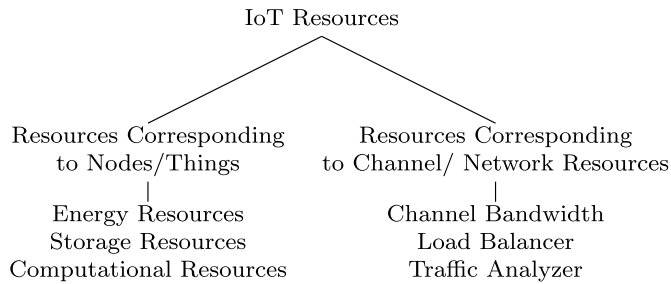 IoT Resources
Resources Corresponding
to Nodes/Things
Energy Resources
Storage Resources
Computational Resources
Resources Corresponding
to Channel/ Network Resources
Channel Bandwidth
Load Balancer
Traffic Analyzer